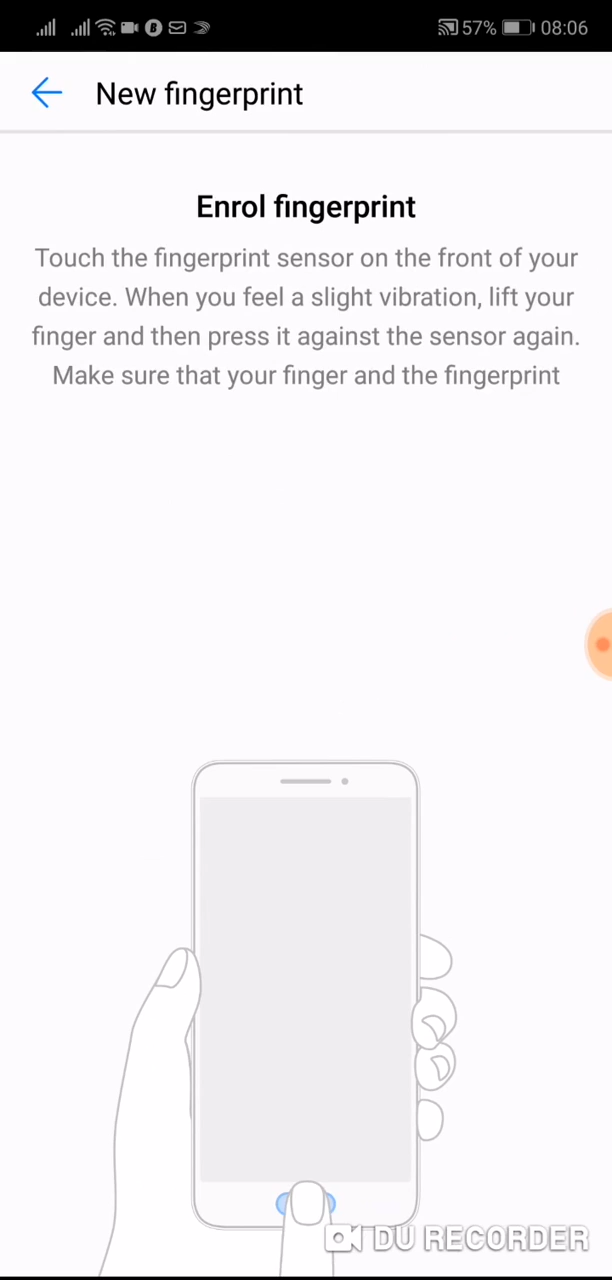 57% 08:06
New fingerprint
Enrol fingerprint
Touch the fingerprint sensor on the front of your
device. When you feel a slight vibration, lift your
finger and then press it against the sensor again.
Make sure that your finger and the fingerprint
DU RECORDER